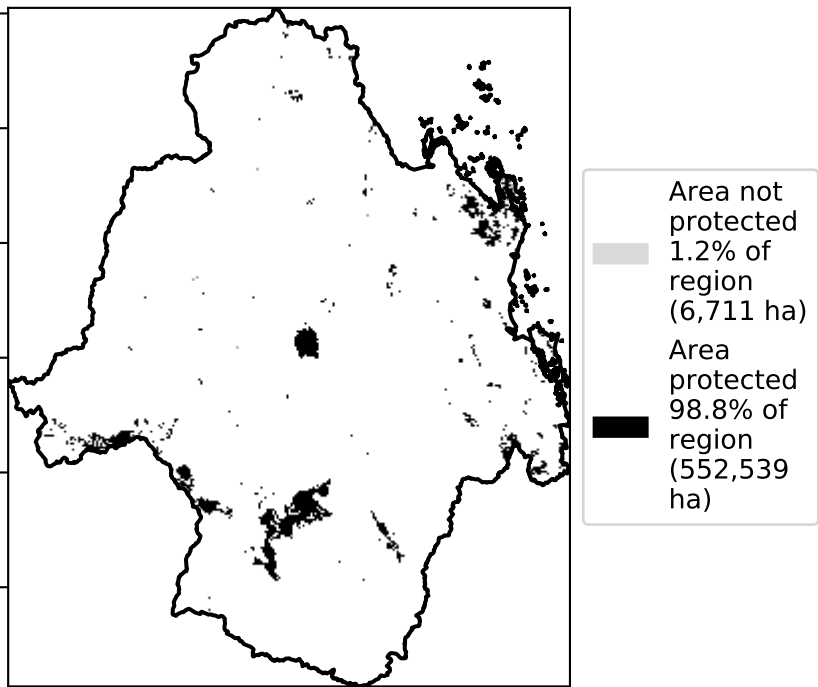 Area not
protected
1.2% of
region
(6,711 ha)
Area
protected
98.8% of
region
(552,539
ha)